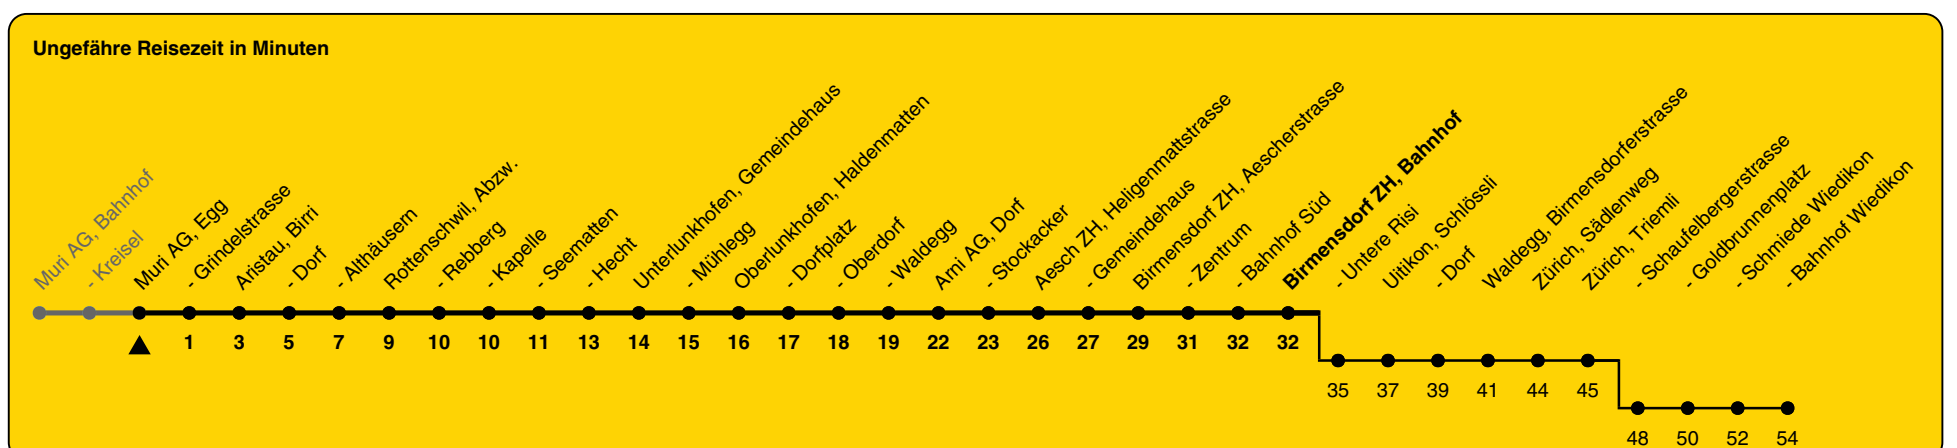 Ungefähre Reisezeit in Minuten
Muri AG, Bahnhof
- Kreisel
Muri AG, Egg
- Grindelstrasse
Aristau, Birri
- Dorf
- Althäusern
Rottenschwil, Abzw.
- Rebberg
- Kapelle
- Seematten
- Hecht
Unterlunkhofen, Gemeindehaus
- Mühlegg
Oberlunkhofen, Haldenmatten
- Dorfplatz
- Oberdorf
- Waldegg
Arni AG, Dorf
- Stockacker
Aesch ZH, Heligenmattstrasse
- Gemeindehaus
Birmensdorf ZH, Aescherstrasse
- Zentrum
- Bahnhof Süd
Birmensdorf ZH, Bahnhof
- Untere Risi
Uitikon, Schlössli
- Dorf
Waldegg, Birmensdorferstrasse
Zürich, Sädlenweg
Zürich, Triemli
- Schaufelbergerstrasse
- Goldbrunnenplatz
- Schmiede Wiedikon
- Bahnhof Wiedikon
1 3 5 7 9 10 10 11 13 14 15 16 17 18 19 22 23 26 27 29 31 32 32
35 37 39 41 44 45
48 50 52 54